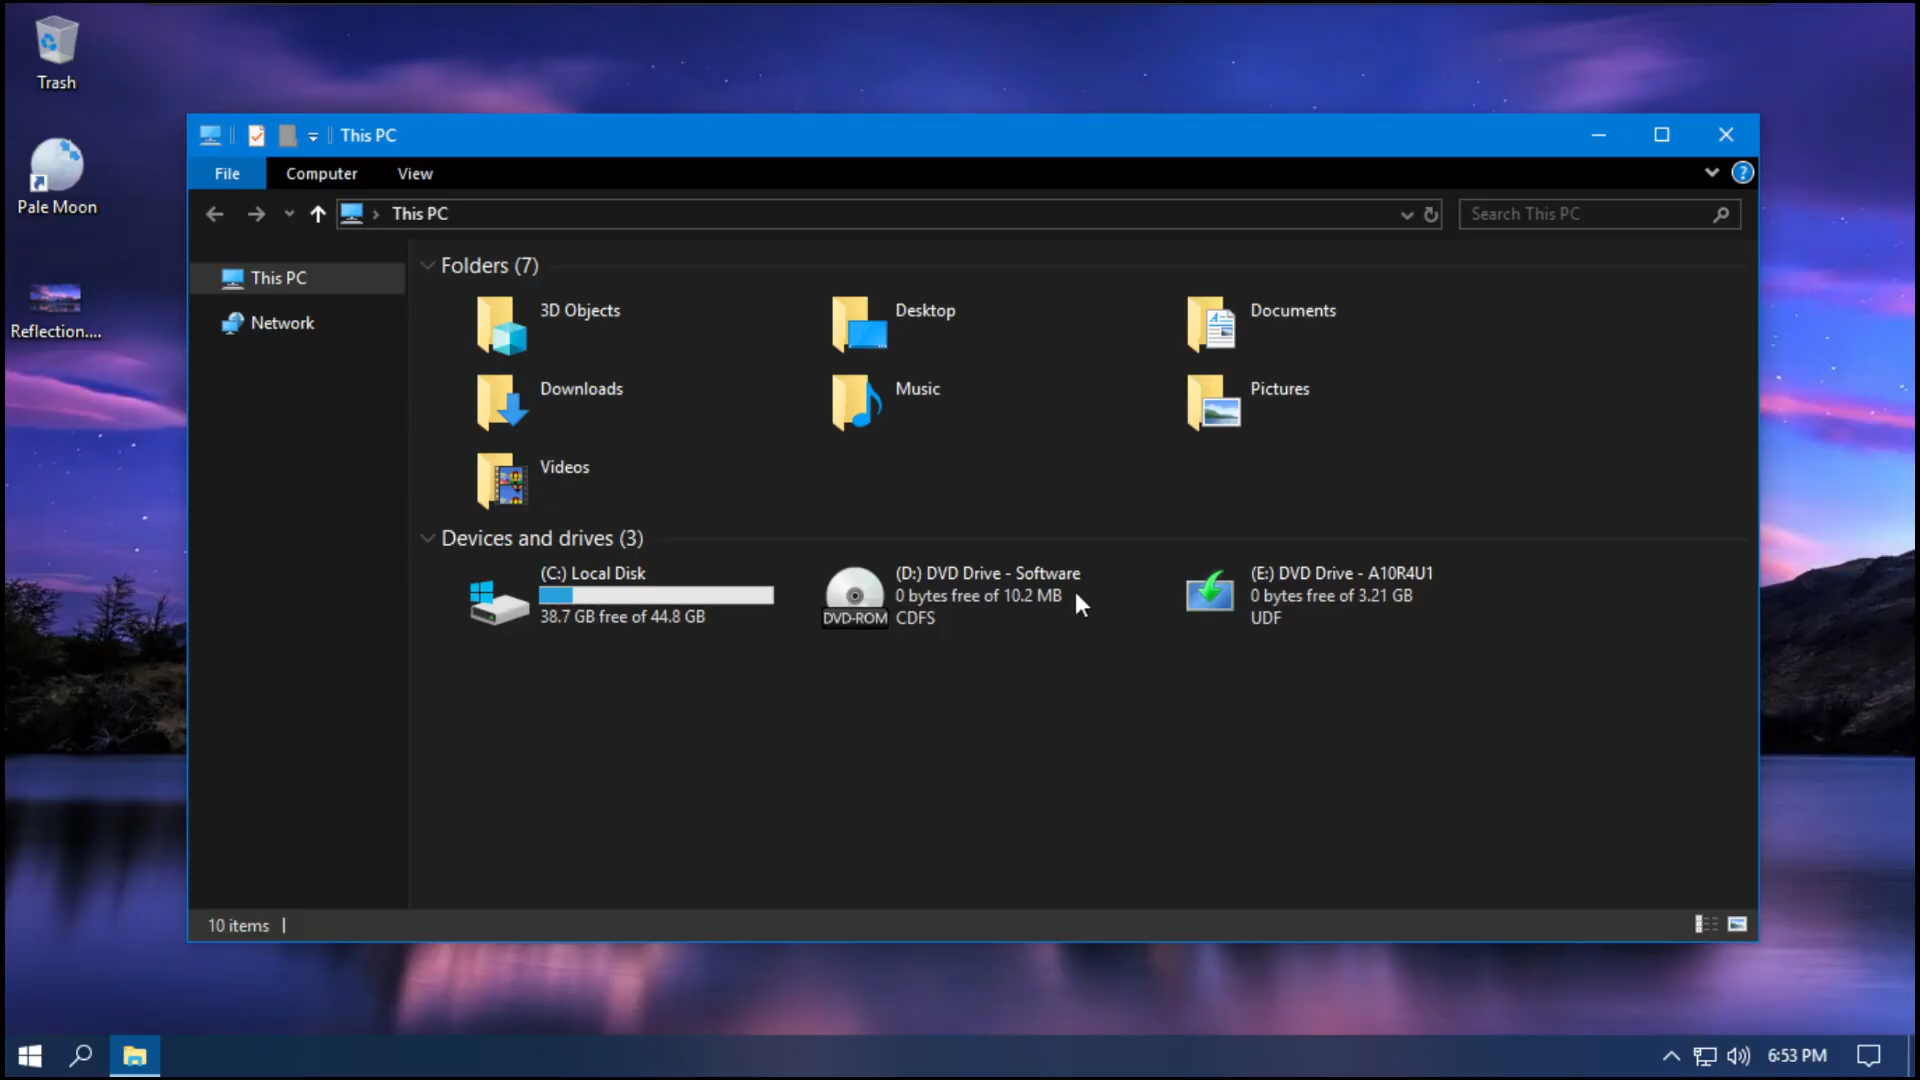 Trash
Pale Moon
Reflection....
This PC
File Computer View
This PC
Search This PC
This PC
Network
Folders (7)
3D Objects
Desktop
Documents
Downloads
Music
Pictures
Videos
Devices and drives (3)
(C:) Local Disk
38.7 GB free of 44.8 GB
DVD-ROM
(D:) DVD Drive - Software
0 bytes free of 10.2 MB
CDFS
(E:) DVD Drive - A10R4U1
0 bytes free of 3.21 GB
UDF
10 items
6:53 PM